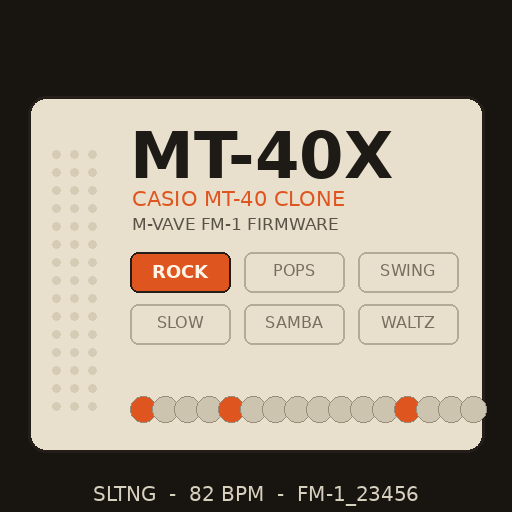 MT-40X
CASIO MT-40 CLONE
M-VAVE FM-1 FIRMWARE
ROCK POPS SWING
SLOW SAMBA WALTZ
SLTNG - 82 BPM - FM-1_23456